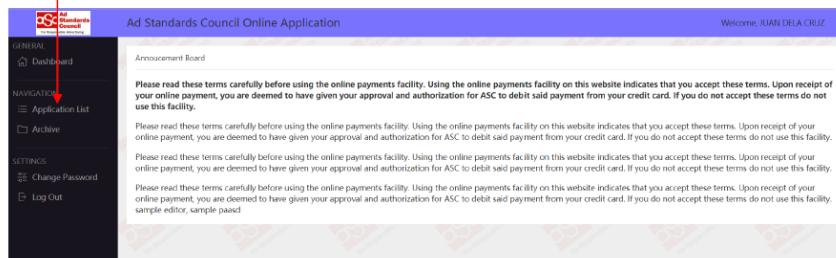 Ad Standards Council
For Responsible Advertising
Ad Standards Council Online Application
Welcome, JUAN DELA CRUZ
GENERAL
Dashboard
NAVIGATION
Application List
Archive
SETTINGS
Change Password
Log Out
Annoucement Board
Please read these terms carefully before using the online payments facility. Using the online payments facility on this website indicates that you accept these terms. Upon receipt of
your online payment, you are deemed to have given your approval and authorization for ASC to debit said payment from your credit card. If you do not accept these terms do not
use this facility.
Please read these terms carefully before using the online payments facility. Using the online payments facility on this website indicates that you accept these terms. Upon receipt of your
online payment, you are deemed to have given your approval and authorization for ASC to debit said payment from your credit card. If you do not accept these terms do not use this facility.
Please read these terms carefully before using the online payments facility. Using the online payments facility on this website indicates that you accept these terms. Upon receipt of your
online payment, you are deemed to have given your approval and authorization for ASC to debit said payment from your credit card. If you do not accept these terms do not use this facility.
Please read these terms carefully before using the online payments facility. Using the online payments facility on this website indicates that you accept these terms. Upon receipt of your
online payment, you are deemed to have given your approval and authorization for ASC to debit said payment from your credit card. If you do not accept these terms do not use this facility.
sample editor, sample paasd